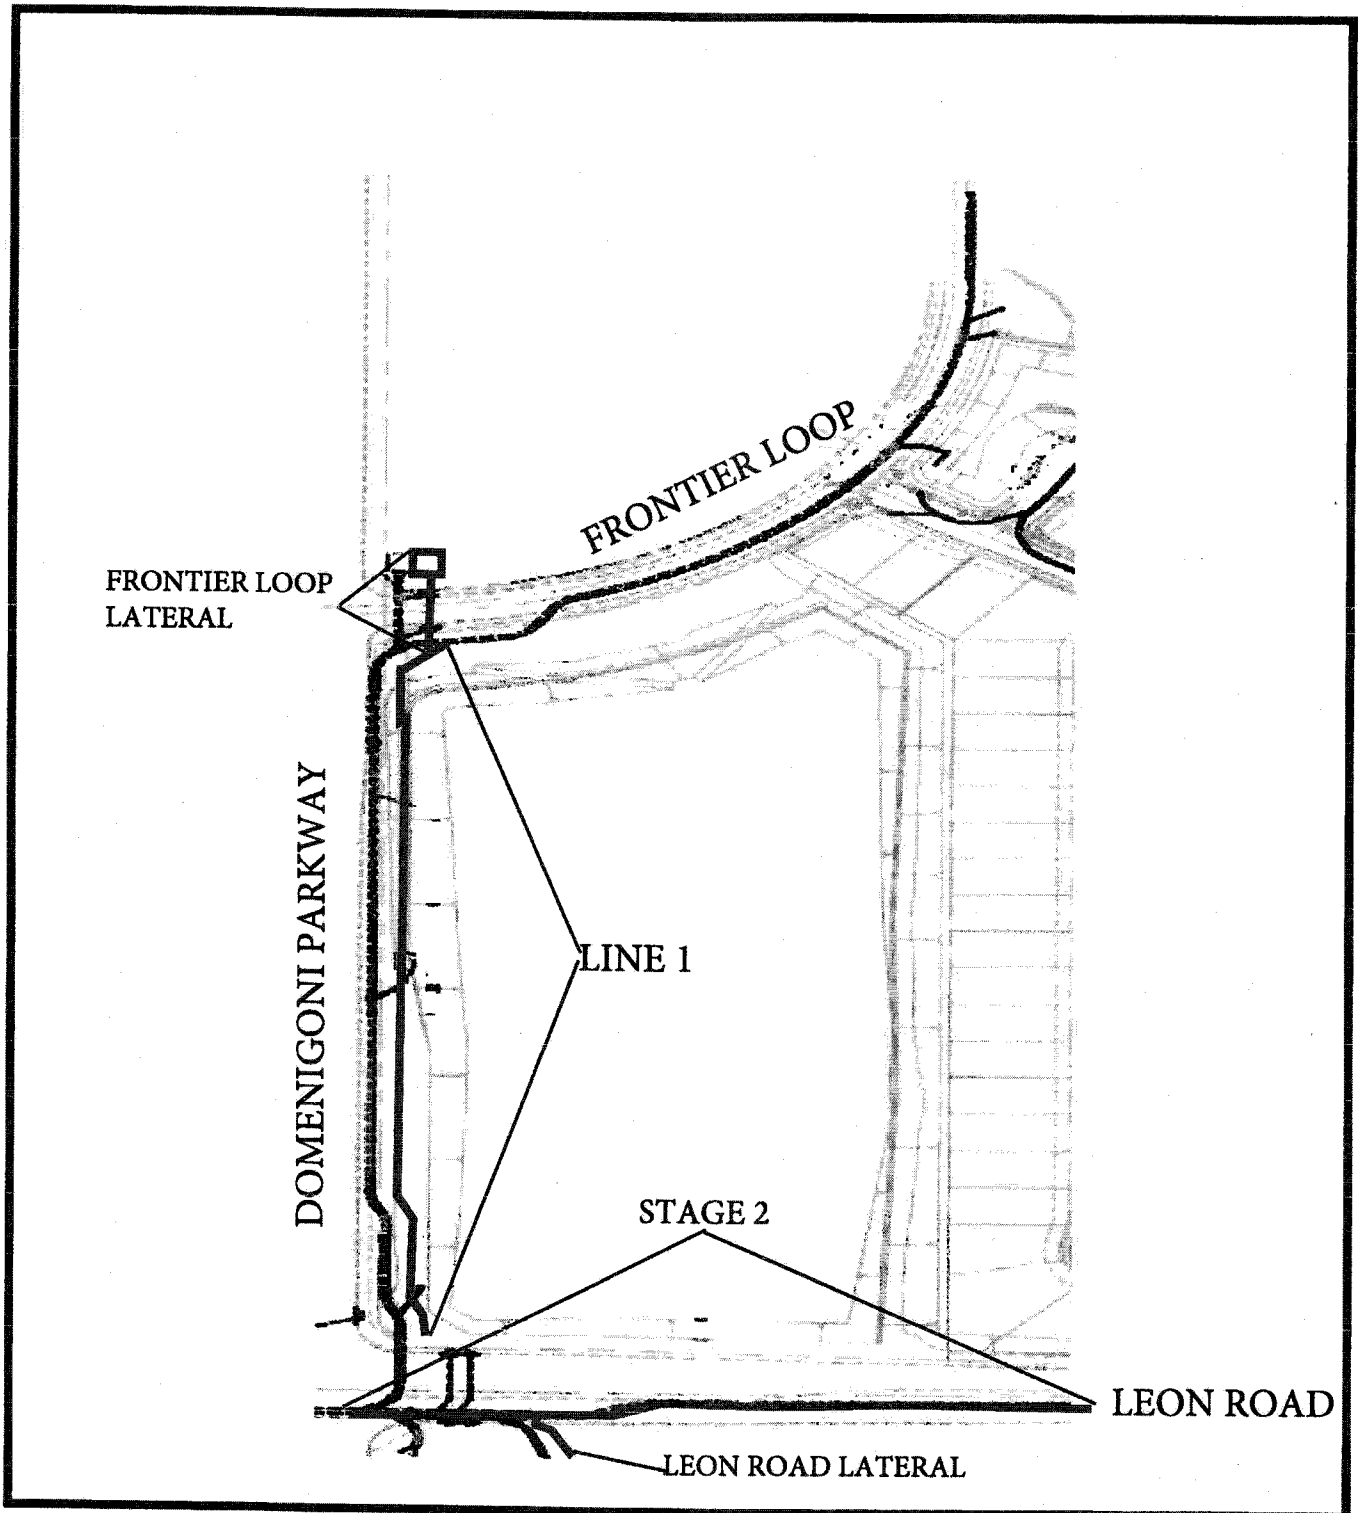 FRONTIER LOOP
FRONTIER LOOP
LATERAL
DOMENIGONI PARKWAY
LINE 1
STAGE 2
LEON ROAD
LEON ROAD LATERAL